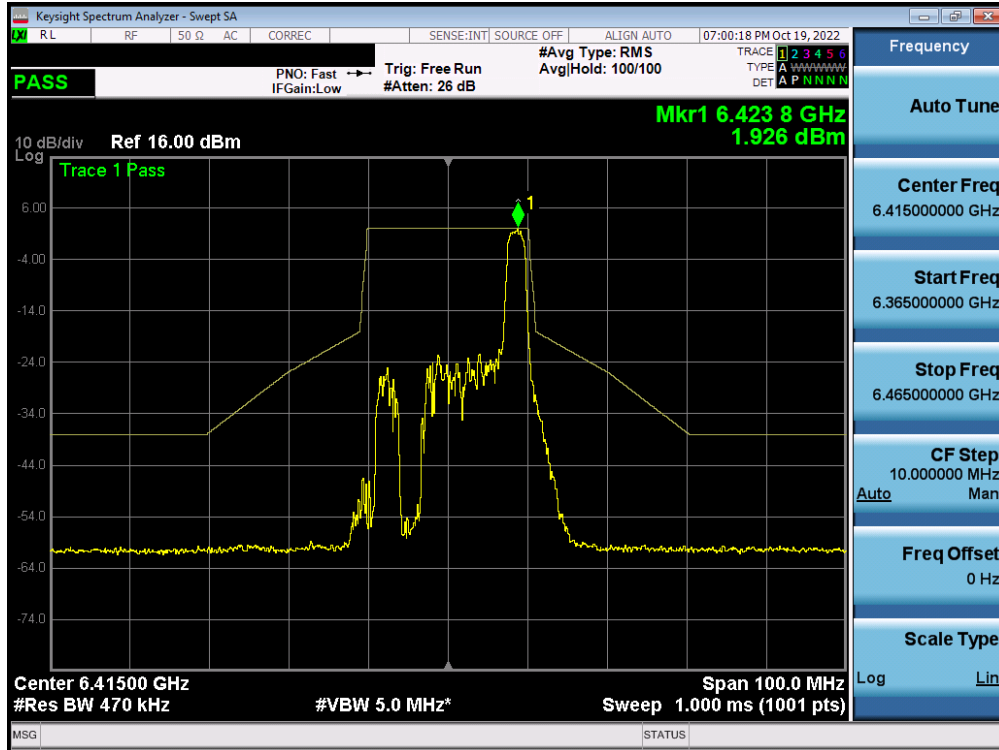 Keysight Spectrum Analyzer - Swept SA
LXI RL RF 50 Ω AC CORREC SENSE:INT SOURCE OFF ALIGN AUTO 07:00:18 PM Oct 19, 2022
PASS
PNO: Fast
IFGain:Low
Trig: Free Run
#Atten: 26 dB
#Avg Type: RMS
Avg|Hold: 100/100
TRACE 1 2 3 4 5 6
TYPE A WWWWW
DET A P N N N N
Mkr1 6.423 8 GHz
1.926 dBm
10 dB/div Ref 16.00 dBm
Log
Trace 1 Pass
1
6.00
-4.00
-14.0
-24.0
-34.0
-44.0
-54.0
-64.0
-74.0
Center 6.41500 GHz Span 100.0 MHz
#Res BW 470 kHz #VBW 5.0 MHz* Sweep 1.000 ms (1001 pts)
MSG STATUS
Frequency
Auto Tune
Center Freq
6.415000000 GHz
Start Freq
6.365000000 GHz
Stop Freq
6.465000000 GHz
CF Step
10.000000 MHz
Auto Man
Freq Offset
0 Hz
Scale Type
Log Lin